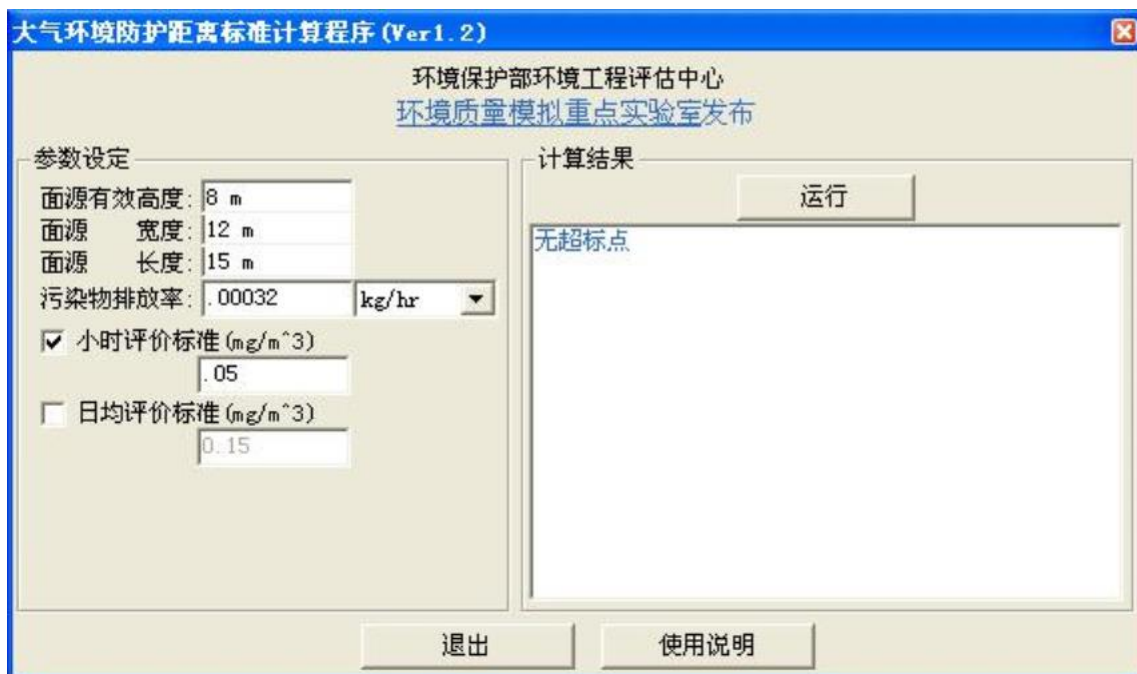 大气环境防护距离标准计算程序(Ver1.2)
环境保护部环境工程评估中心
环境质量模拟重点实验室发布
参数设定
面源有效高度: 8 m
面源 宽度: 12 m
面源 长度: 15 m
污染物排放率: .00032 kg/hr
小时评价标准(mg/m^3)
.05
日均评价标准(mg/m^3)
0.15
计算结果
运行
无超标点
退出 使用说明